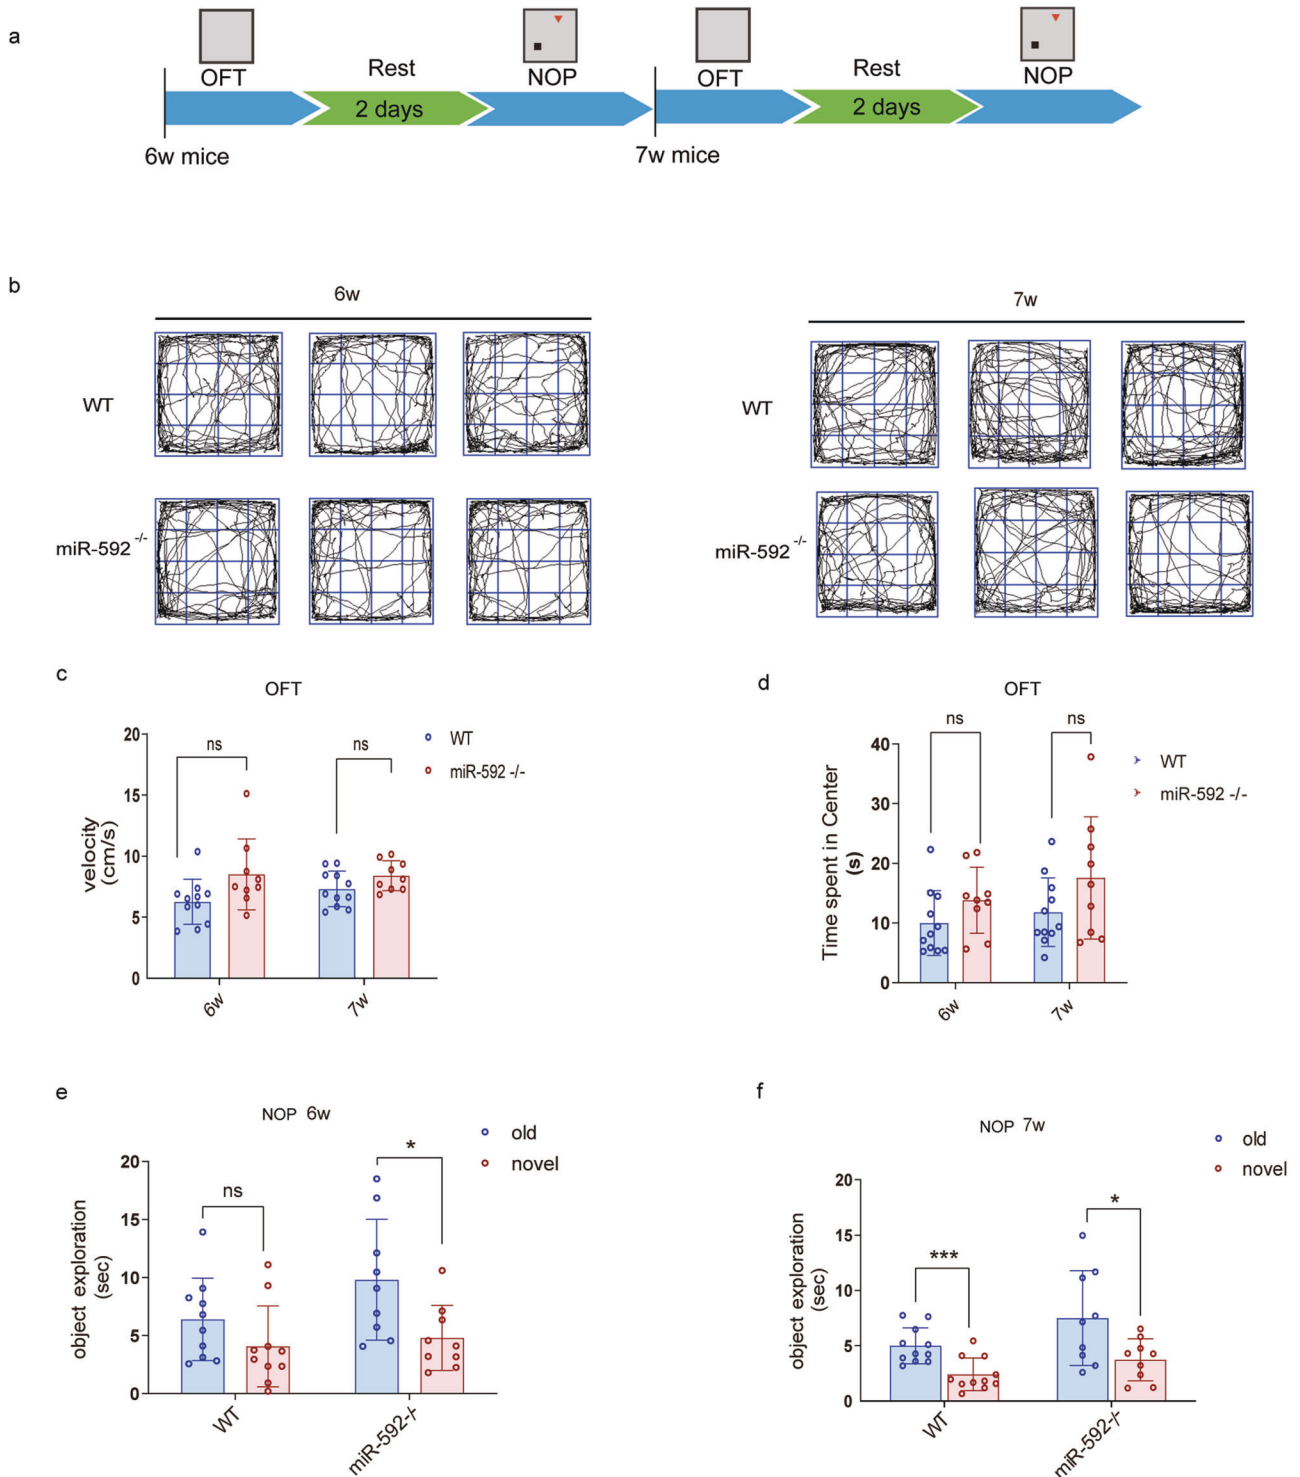 a
OFT
Rest
NOP
OFT
Rest
NOP
2 days
2 days
6w mice
7w mice
b
6w
7w
WT
WT
miR-592 -/-
miR-592 -/-
c
OFT
velocity
(cm/s)
20
15
10
5
0
ns
ns
WT
miR-592 -/-
6w
7w
d
OFT
Time spent in Center
(s)
40
30
20
10
0
ns
ns
WT
miR-592 -/-
6w
7w
e
NOP 6w
object exploration
(sec)
20
15
10
5
0
ns
*
old
novel
WT
miR-592-/-
f
NOP 7w
object exploration
(sec)
20
15
10
5
0
***
*
old
novel
WT
miR-592-/-